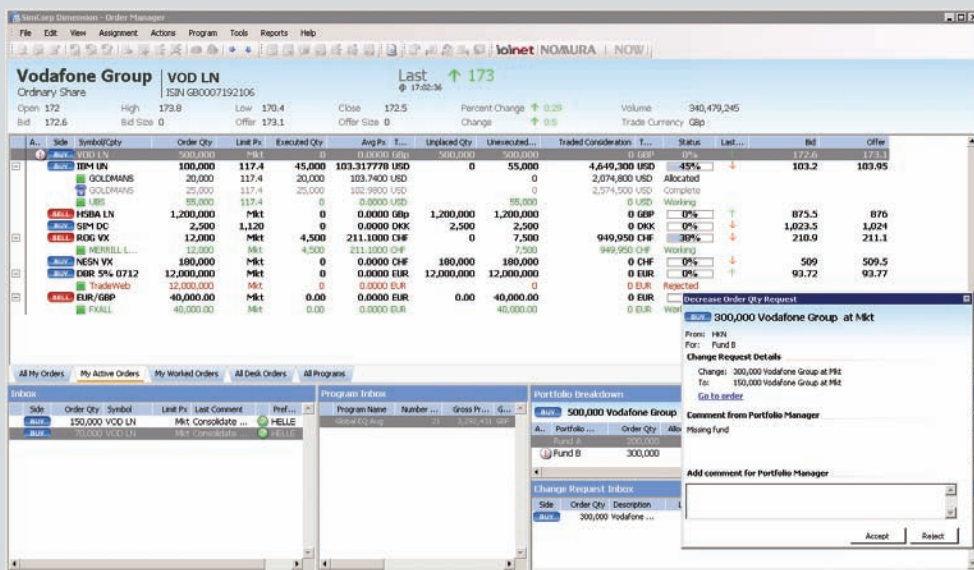 SimCorp Dimension - Order Manager
File Edit View Assignment Actions Program Tools Reports Help
lolnet NOMURA | NOW|
Vodafone Group | VOD LN
Ordinary Share ISIN GB0007192106
Last 173
17:02:36
Open 172 High 173.8 Low 170.4 Close 172.5 Percent Change 0.29 Volume 340,479,245
Bid 172.6 Bid Size 0 Offer 173.1 Offer Size 0 Change 0.5 Trade Currency GBp
A.. Side Symbol/Cpty Order Qty Limit Px Executed Qty Avg Px T... Unplaced Qty Unexecuted... Traded Consideration T... Status Last... Bid Offer
BUY VOD LN 500,000 Mkt 0 0.0000 GBp 500,000 500,000 0 GBP 0% 172.6 173.1
BUY IBM UN 100,000 117.4 45,000 103.317778 USD 0 55,000 4,649,300 USD 45% 103.2 103.95
GOLDMANS 20,000 117.4 20,000 103.7400 USD 0 2,074,800 USD Allocated
GOLDMANS 25,000 117.4 25,000 102.9800 USD 0 2,574,500 USD Complete
UBS 55,000 117.4 0 0.0000 USD 55,000 0 USD Working
SELL HSBA LN 1,200,000 Mkt 0 0.0000 GBp 1,200,000 1,200,000 0 GBP 0% 875.5 876
BUY SIM DC 2,500 1,120 0 0.0000 DKK 2,500 2,500 0 DKK 0% 1,023.5 1,024
SELL ROG VX 12,000 Mkt 4,500 211.1000 CHF 0 7,500 949,950 CHF 38% 210.9 211.1
MERRILL-L... 12,000 Mkt 4,500 211.1000 CHF 7,500 949,950 CHF Working
BUY NESN VX 180,000 Mkt 0 0.0000 CHF 180,000 180,000 0 CHF 0% 509 509.5
BUY DBR 5% 0712 12,000,000 Mkt 0 0.0000 EUR 12,000,000 12,000,000 0 EUR 0% 93.72 93.77
TradeWeb 12,000,000 Mkt 0 0.0000 EUR 0 0 EUR Rejected
SELL EUR/GBP 40,000.00 Mkt 0.00 0.0000 EUR 0.00 40,000.00 0 EUR
FXALL 40,000.00 Mkt 0.00 0.0000 EUR 40,000.00 0 EUR
All My Orders My Active Orders My Worked Orders All Desk Orders All Programs
Inbox
Side Order Qty Symbol Limit Px Last Comment Pref...
BUY 150,000 VOD LN Mkt Consolidate ... HELLE
BUY 70,000 VOD LN Mkt Consolidate ... HELLE
Program Inbox
Program Name Number ... Gross Pr... G...
Global EQ Aug 21 GBP
Portfolio Breakdown
BUY 500,000 Vodafone Group
A.. Portfolio ... Order Qty
Fund A 200,000
Fund B 300,000
Change Request Inbox
Side Order Qty Description
BUY 300,000 Vodafone ...
Decrease Order Qty Request
BUY 300,000 Vodafone Group at Mkt
From: HKN
For: Fund B
Change Request Details
Change: 300,000 Vodafone Group at Mkt
To: 150,000 Vodafone Group at Mkt
Go to order
Comment from Portfolio Manager
Missing fund
Add comment for Portfolio Manager
Accept Reject